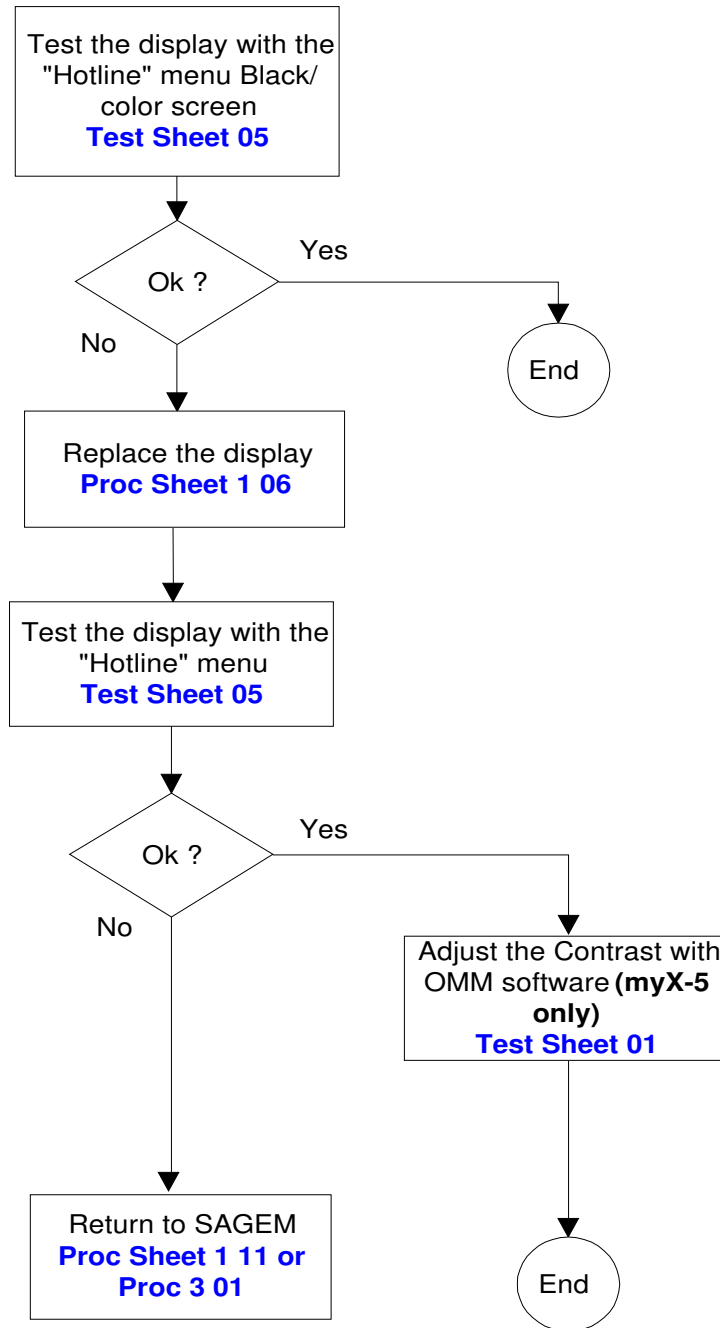 Test the display with the
"Hotline" menu Black/
color screen
Test Sheet 05
Ok ?
Yes
No
End
Replace the display
Proc Sheet 1 06
Test the display with the
"Hotline" menu
Test Sheet 05
Ok ?
Yes
No
Adjust the Contrast with
OMM software (myX-5
only)
Test Sheet 01
Return to SAGEM
Proc Sheet 1 11 or
Proc 3 01
End